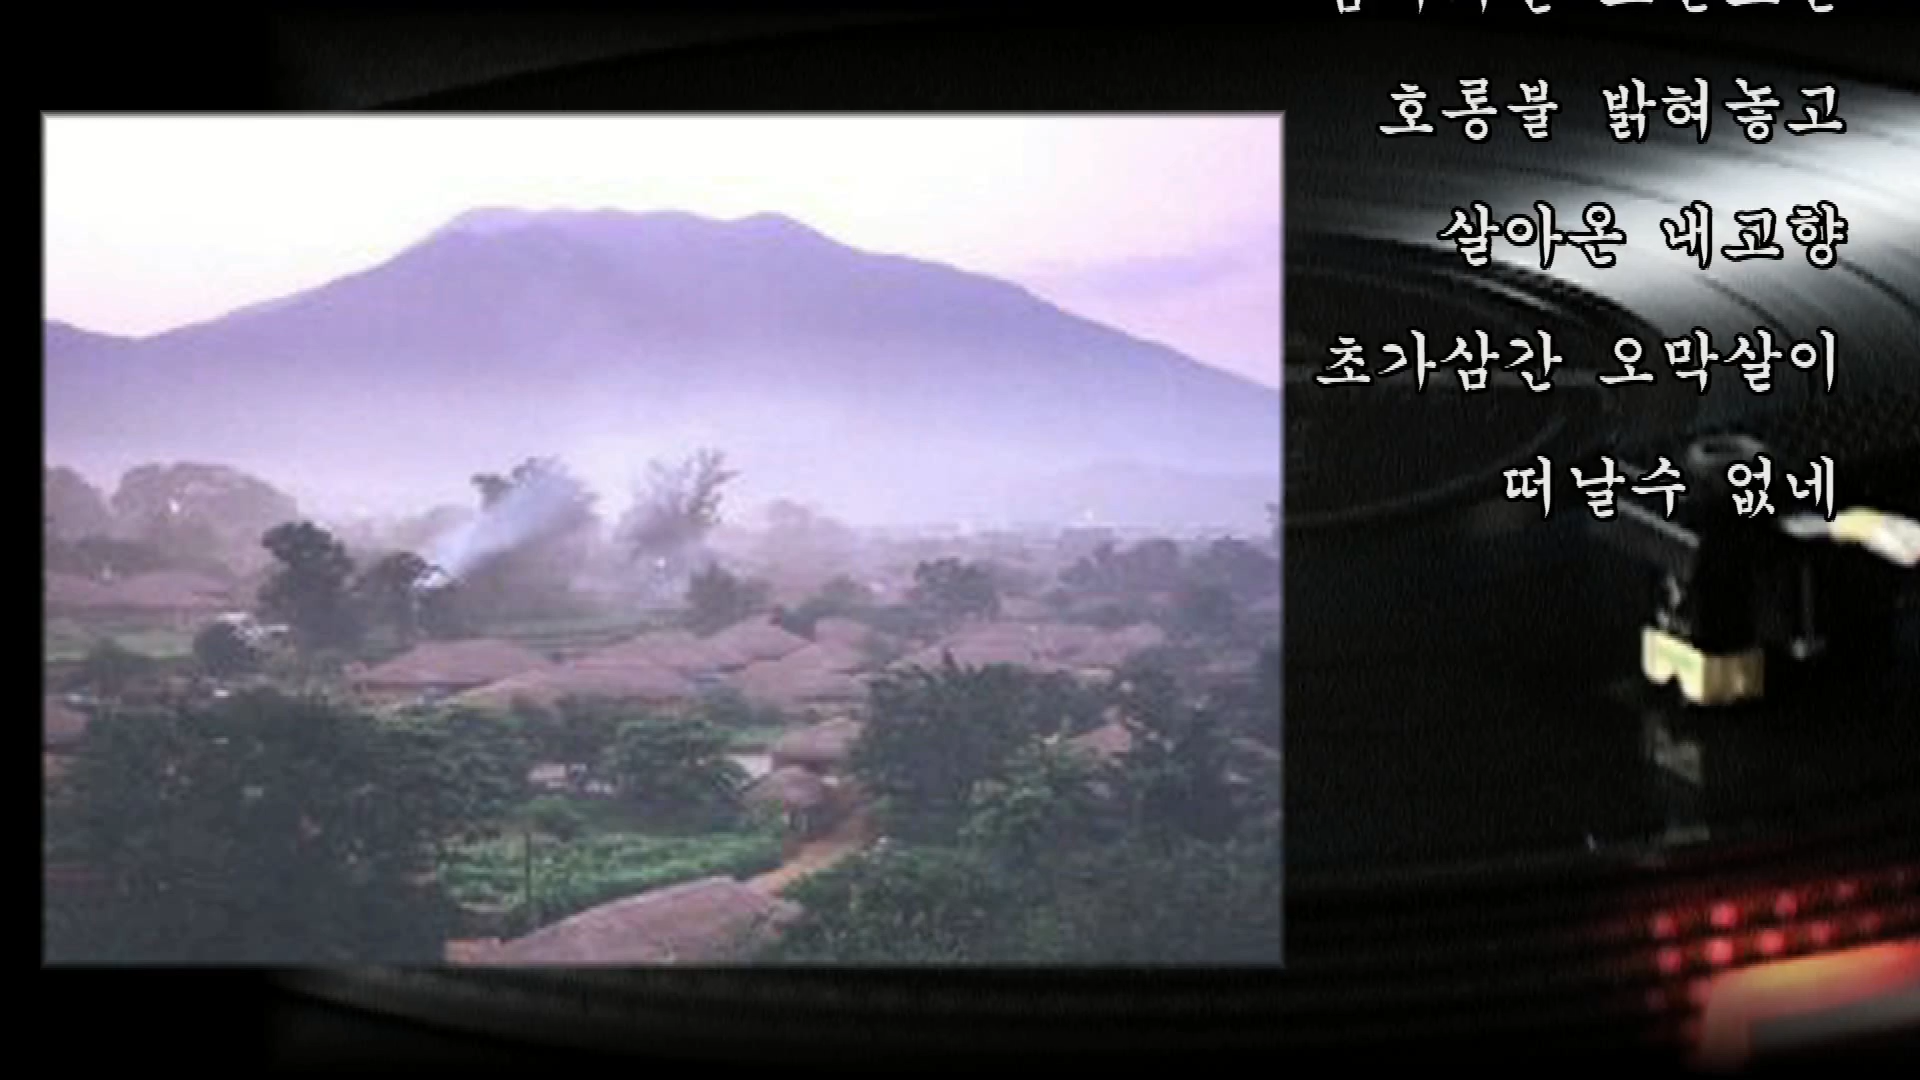 호롱불 밝혀놓고
살아온 내고향
초가삼간 오막살이
떠날수 없네